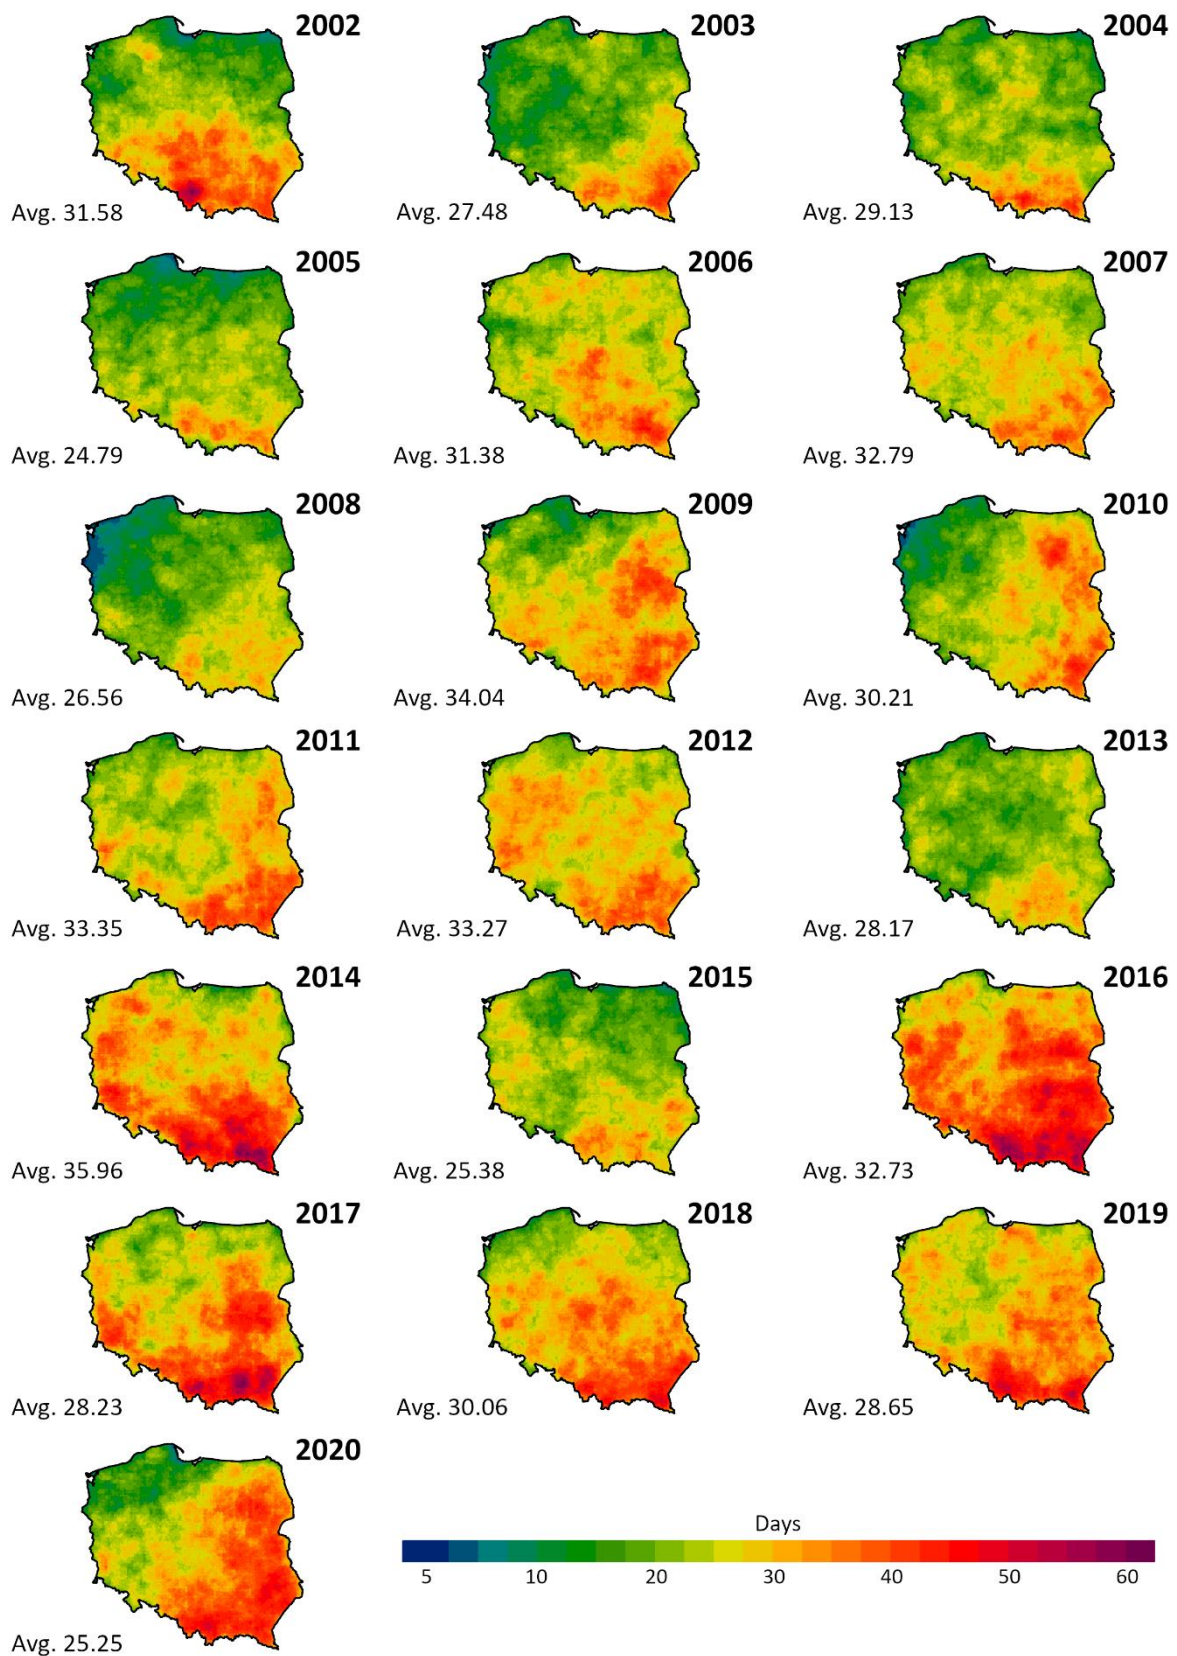 2002
2003
2004
Avg. 31.58
Avg. 27.48
Avg. 29.13
2005
2006
2007
Avg. 24.79
Avg. 31.38
Avg. 32.79
2008
2009
2010
Avg. 26.56
Avg. 34.04
Avg. 30.21
2011
2012
2013
Avg. 33.35
Avg. 33.27
Avg. 28.17
2014
2015
2016
Avg. 35.96
Avg. 25.38
Avg. 32.73
2017
2018
2019
Avg. 28.23
Avg. 30.06
Avg. 28.65
2020
Avg. 25.25
Days
5 10 20 30 40 50 60